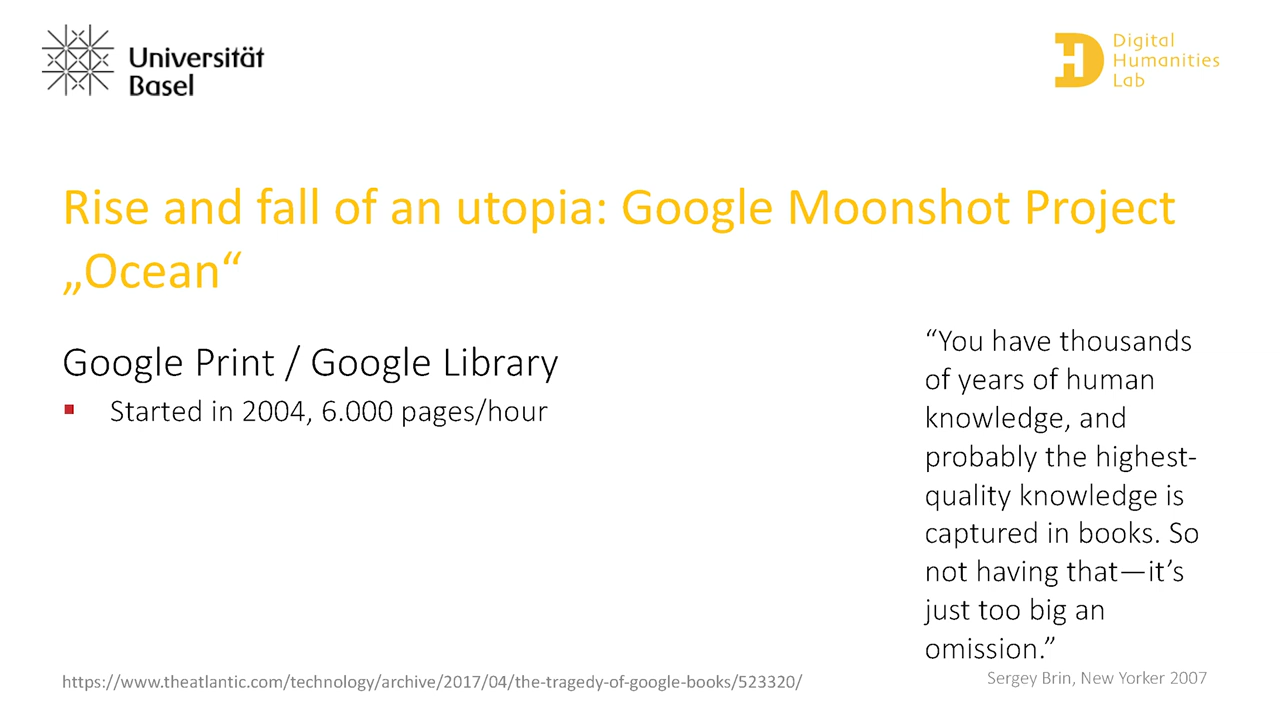 Universität
Basel
Digital
Humanities
Lab
Rise and fall of an utopia: Google Moonshot Project
„Ocean“
Google Print / Google Library
Started in 2004, 6.000 pages/hour
“You have thousands
of years of human
knowledge, and
probably the highest-
quality knowledge is
captured in books. So
not having that—it’s
just too big an
omission.”
Sergey Brin, New Yorker 2007
https://www.theatlantic.com/technology/archive/2017/04/the-tragedy-of-google-books/523320/